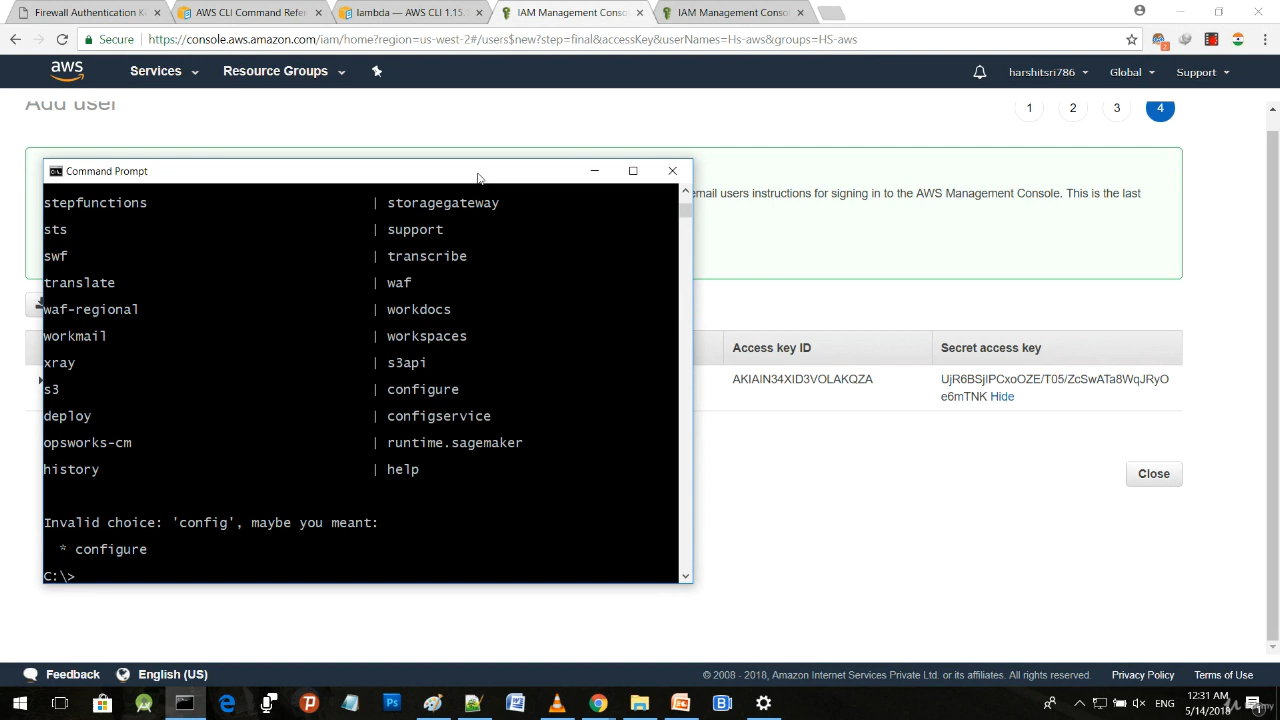 Firewall Authentication K
AWS CLI Command Refer
lambda — AWS CLI 1.15.
IAM Management Conso
IAM Management Conso
Secure
https://console.aws.amazon.com/iam/home?region=us-west-2#/users$new?step=final&accessKey&userNames=Hs-aws&groups=HS-aws
aws
Services
Resource Groups
harshitsri786
Global
Support
Add user
1 2 3 4
Command Prompt
email users instructions for signing in to the AWS Management Console. This is the last
stepfunctions | storagegateway
sts | support
swf | transcribe
translate | waf
waf-regional | workdocs
workmail | workspaces
xray | s3api
s3 | configure
deploy | configservice
opsworks-cm | runtime.sagemaker
history | help
Invalid choice: 'config', maybe you meant:
* configure
C:\>
Access key ID
Secret access key
AKIAIN34XID3VOLAKQZA
UjR6BSjIPCxoOZE/T05/ZcSwATa8WqJRyO
e6mTNK Hide
Close
Feedback
English (US)
© 2008 - 2018, Amazon Internet Services Private Ltd. or its affiliates. All rights reserved.
Privacy Policy
Terms of Use
ENG
12:31 AM
5/14/2018